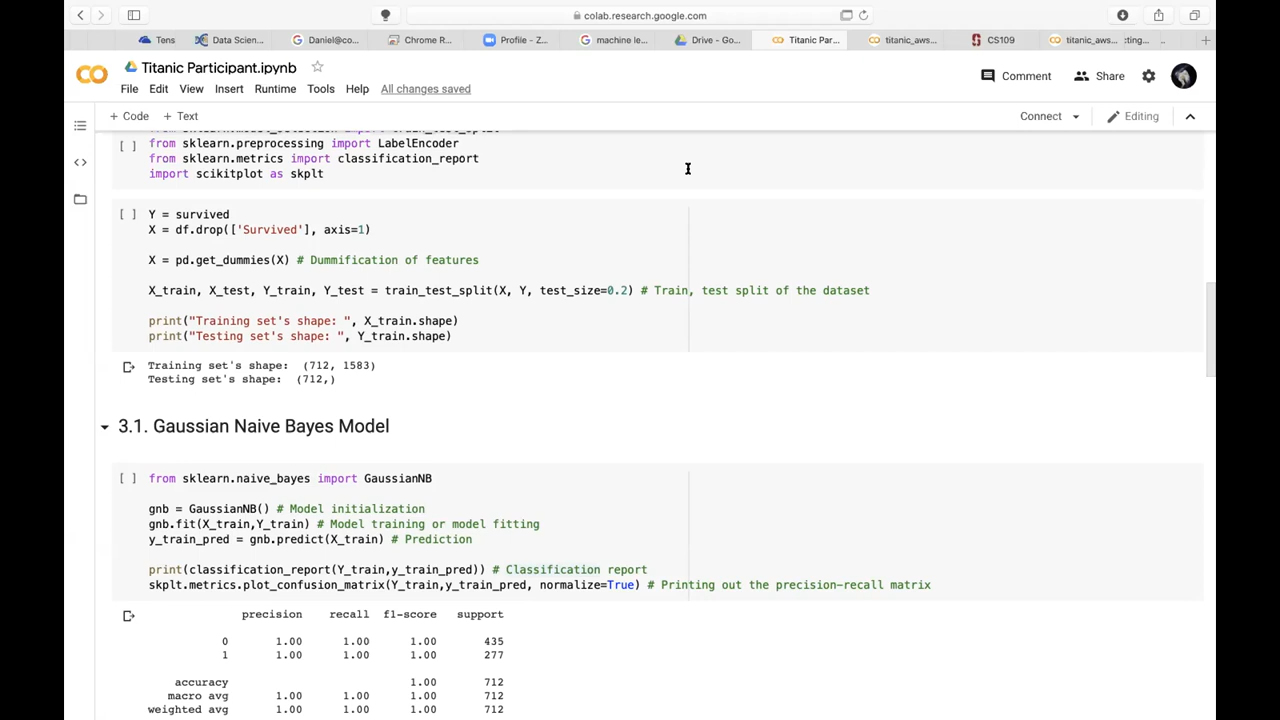 colab.research.google.com
Tens
Data Scien...
Daniel@co...
Chrome R...
Profile - Z...
machine le...
Drive - Go...
Titanic Par...
titanic_aws...
CS109
titanic_aws...
:ting...
Titanic Participant.ipynb
Comment
Share
File Edit View Insert Runtime Tools Help All changes saved
+ Code + Text
Connect
Editing
from sklearn.model_selection import train_test_split
[ ] from sklearn.preprocessing import LabelEncoder
from sklearn.metrics import classification_report
import scikitplot as skplt
[ ] Y = survived
X = df.drop(['Survived'], axis=1)
X = pd.get_dummies(X) # Dummification of features
X_train, X_test, Y_train, Y_test = train_test_split(X, Y, test_size=0.2) # Train, test split of the dataset
print("Training set's shape: ", X_train.shape)
print("Testing set's shape: ", Y_train.shape)
Training set's shape: (712, 1583)
Testing set's shape: (712,)
3.1. Gaussian Naive Bayes Model
[ ] from sklearn.naive_bayes import GaussianNB
gnb = GaussianNB() # Model initialization
gnb.fit(X_train,Y_train) # Model training or model fitting
y_train_pred = gnb.predict(X_train) # Prediction
print(classification_report(Y_train,y_train_pred)) # Classification report
skplt.metrics.plot_confusion_matrix(Y_train,y_train_pred, normalize=True) # Printing out the precision-recall matrix
precision recall f1-score support
0 1.00 1.00 1.00 435
1 1.00 1.00 1.00 277
accuracy 1.00 712
macro avg 1.00 1.00 1.00 712
weighted avg 1.00 1.00 1.00 712